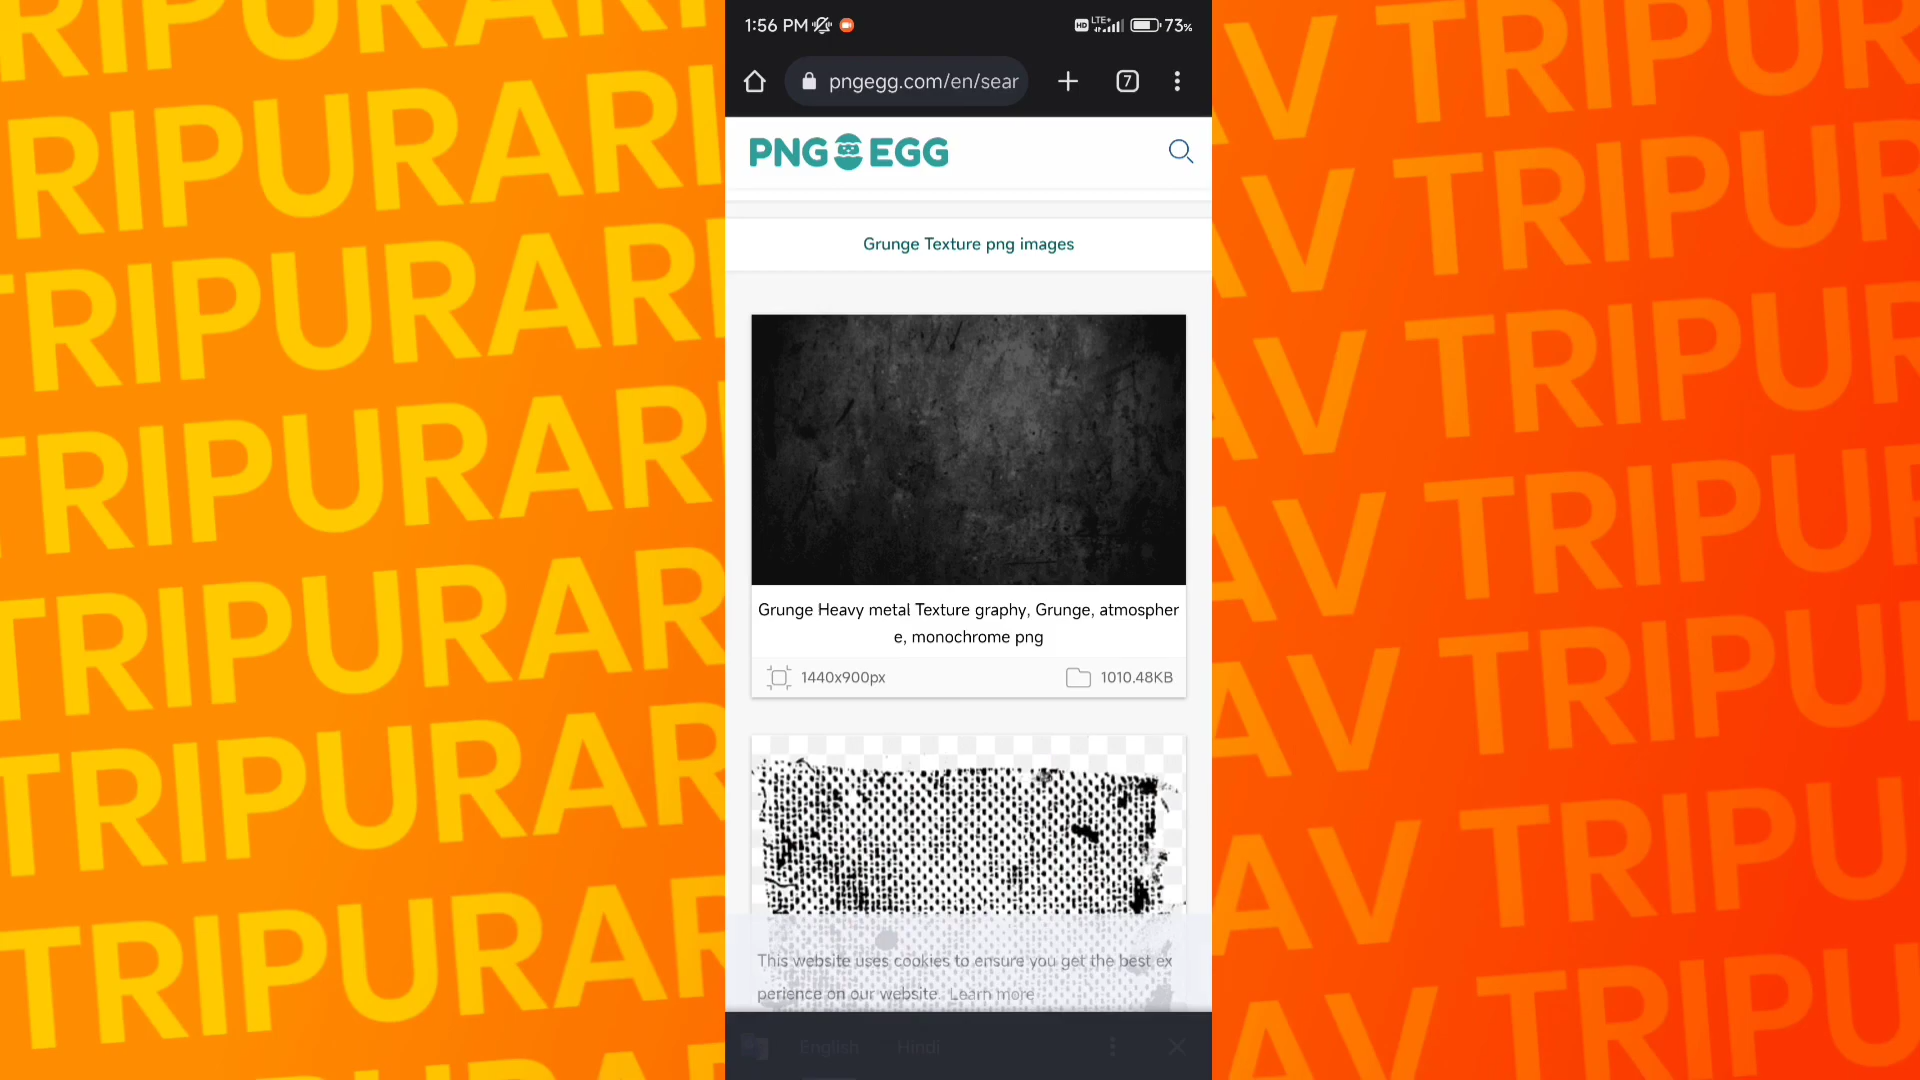 TRIPURARI
TRIPURARI
TRIPURARI
TRIPURARI
TRIPURARI
TRIPURARI
TRIPURARI
1:56 PM
HD LTE+ 73%
pngegg.com/en/sear
7
PNG EGG
Grunge Texture png images
Grunge Heavy metal Texture graphy, Grunge, atmospher
e, monochrome png
1440x900px 1010.48KB
This website uses cookies to ensure you get the best ex
perience on our website. Learn more
English Hindi
AV TRIPUR
AV TRIPUR
AV TRIPUR
AV TRIPUR
AV TRIPUR
AV TRIPU
AV TRIPU